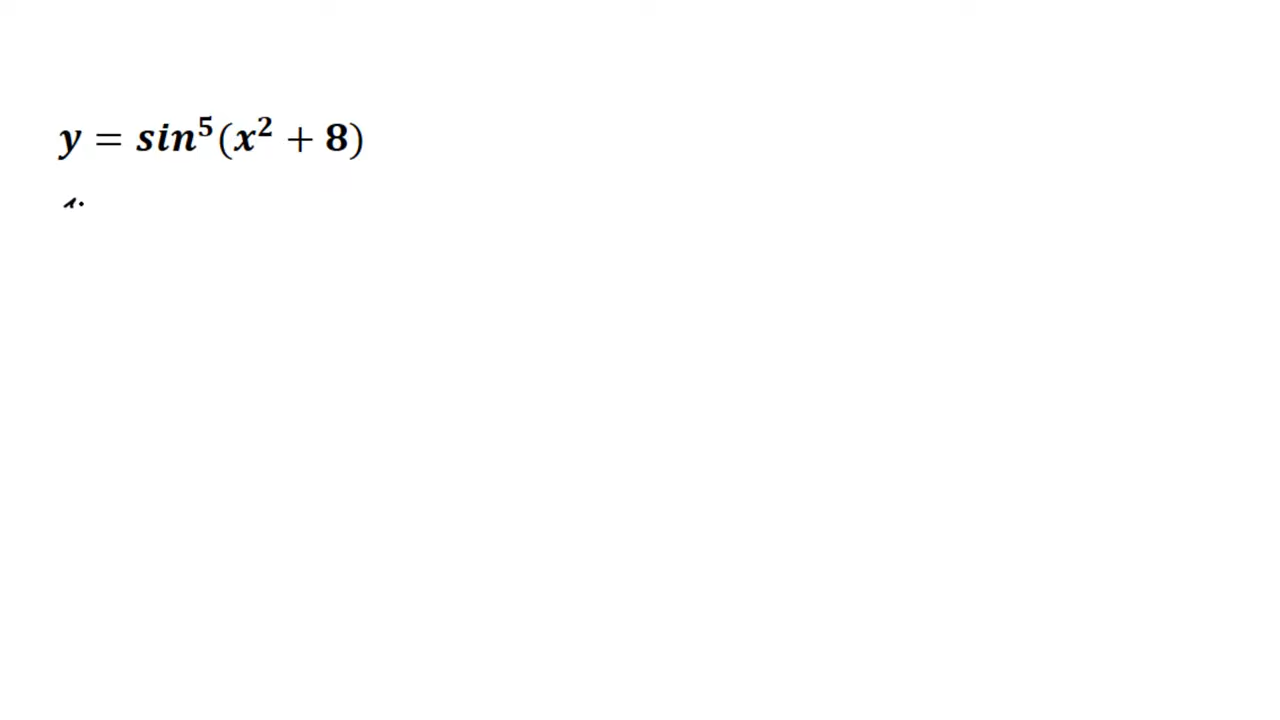 y = sin⁵(x² + 8)